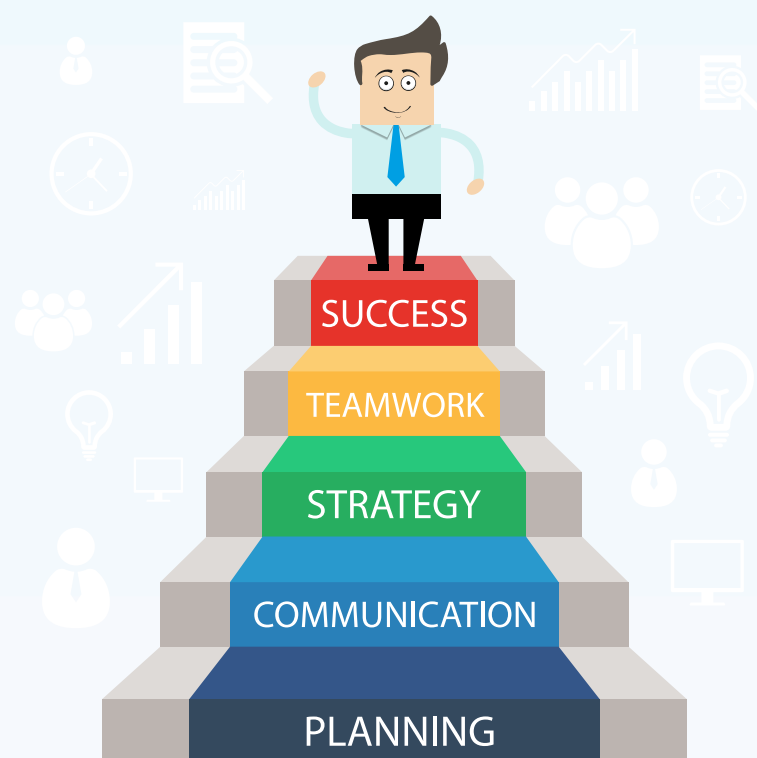 SUCCESS
TEAMWORK
STRATEGY
COMMUNICATION
PLANNING